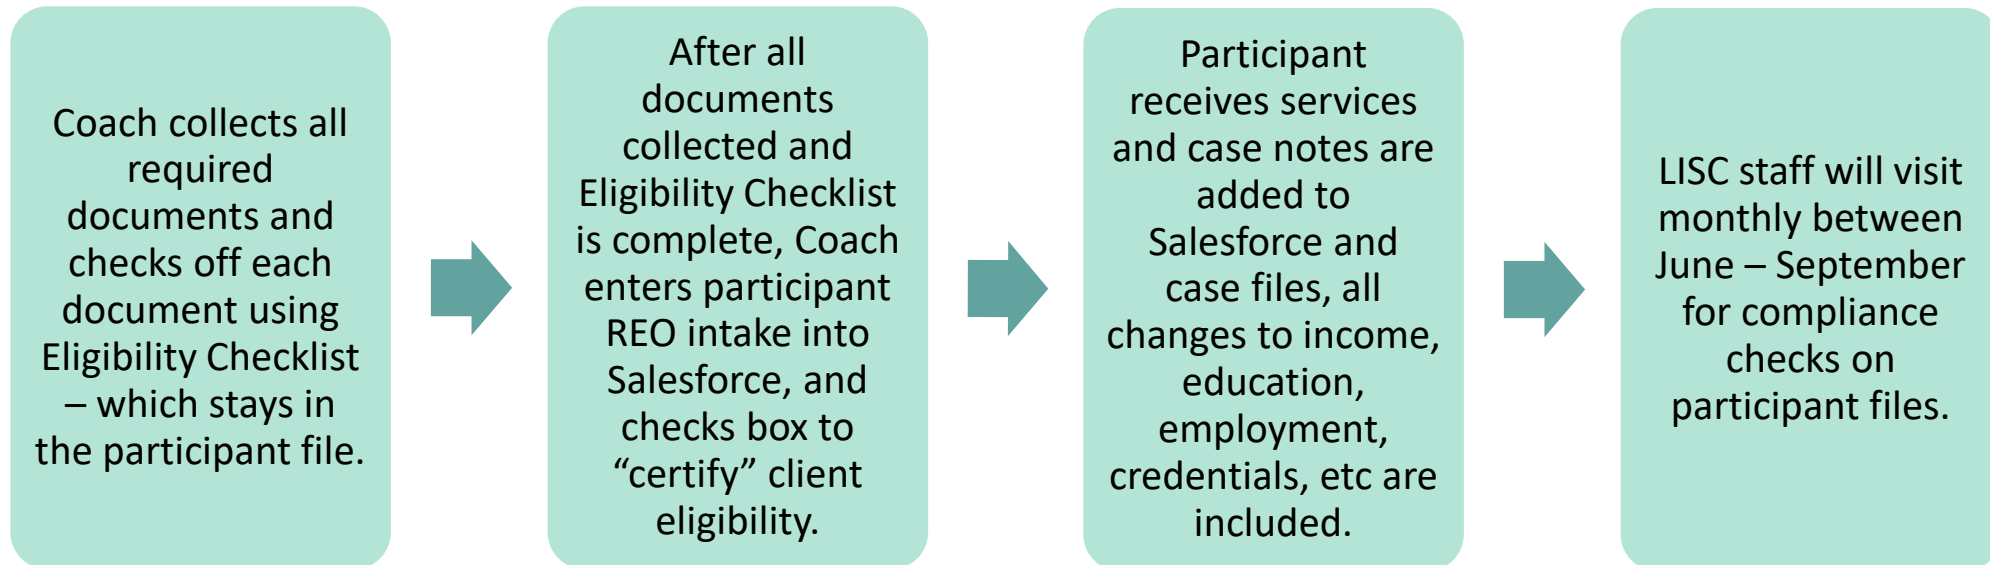 Coach collects all
required
documents and
checks off each
document using
Eligibility Checklist
– which stays in
the participant file.
After all
documents
collected and
Eligibility Checklist
is complete, Coach
enters participant
REO intake into
Salesforce, and
checks box to
“certify” client
eligibility.
Participant
receives services
and case notes are
added to
Salesforce and
case files, all
changes to income,
education,
employment,
credentials, etc are
included.
LISC staff will visit
monthly between
June – September
for compliance
checks on
participant files.